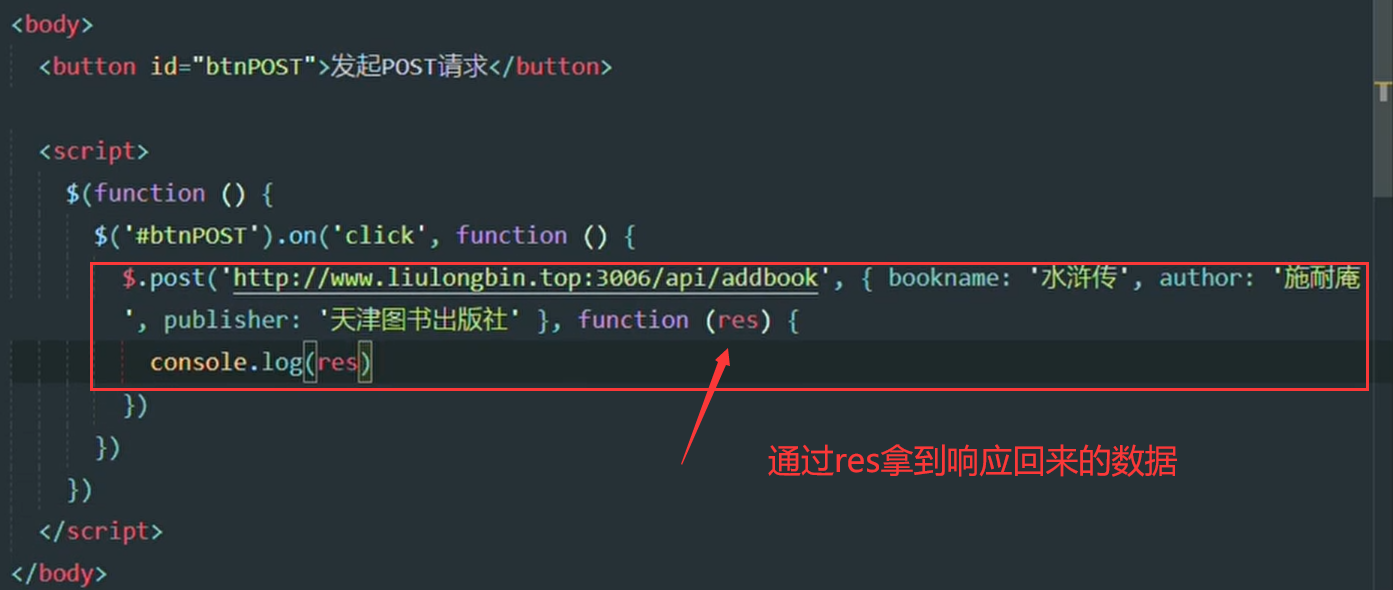 <body>
<button id="btnPOST">发起POST请求</button>
<script>
$(function () {
$('#btnPOST').on('click', function () {
$.post('http://www.liulongbin.top:3006/api/addbook', { bookname: '水浒传', author: '施耐庵
', publisher: '天津图书出版社' }, function (res) {
console.log(res)
})
})
})
</script>
</body>
通过res拿到响应回来的数据